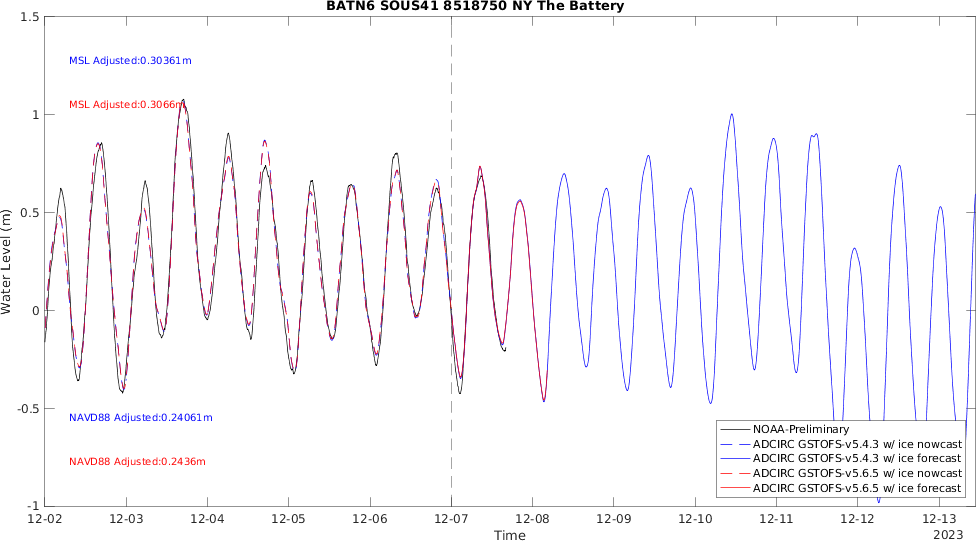 BATN6 SOUS41 8518750 NY The Battery
1.5
MSL Adjusted:0.30361m
MSL Adjusted:0.3066m
1
0.5
Water Level (m)
0
-0.5
NAVD88 Adjusted:0.24061m
NAVD88 Adjusted:0.2436m
-1
NOAA-Preliminary
ADCIRC GSTOFS-v5.4.3 w/ ice nowcast
ADCIRC GSTOFS-v5.4.3 w/ ice forecast
ADCIRC GSTOFS-v5.6.5 w/ ice nowcast
ADCIRC GSTOFS-v5.6.5 w/ ice forecast
12-02 12-03 12-04 12-05 12-06 12-07 12-08 12-09 12-10 12-11 12-12 12-13
Time
2023